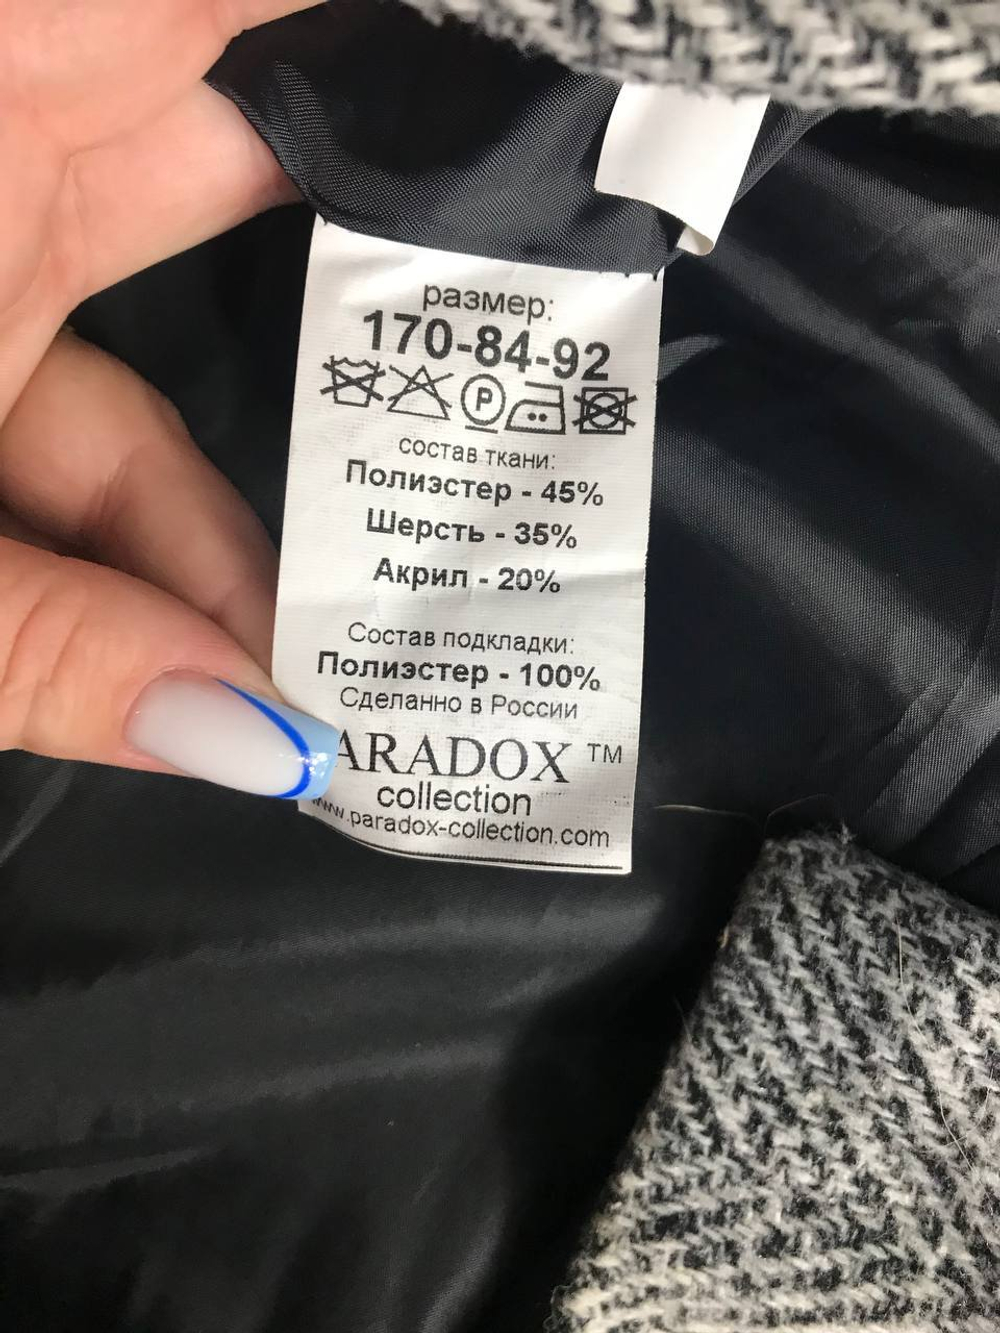 размер:
170-84-92
P
состав ткани:
Полиэстер - 45%
Шерсть - 35%
Акрил - 20%
Состав подкладки:
Полиэстер - 100%
Сделанно в России
ARADOX ™
collection
www.paradox-collection.com